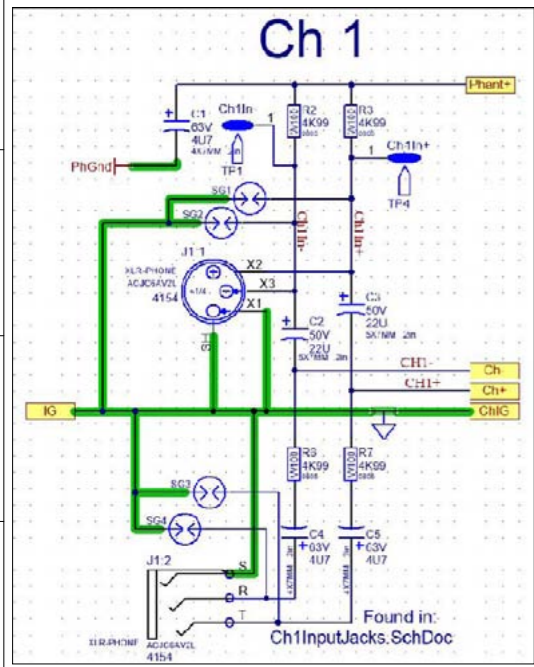 Ch 1
Phant+
C1
63V
4U7
Ch1In-
1
TP1
R2
4K99
R3
4K99
1
Ch1In+
TP4
PhGnd
SG1
SG2
Ch1In-
Ch1In+
J1:1
XLR-PHONE
ACJC6AV2L
4154
X2
X3
X1
SH
C2
50V
22U
5X7MM
C3
50V
22U
5X7MM
CH1-
Ch-
CH1+
Ch+
IG
ChIG
R6
4K99
R7
4K99
SG3
SG4
C4
63V
4U7
C5
63V
4U7
J1:2
S
R
T
XLR-PHONE
ACJC6AV2L
4154
Found in:
Ch1InputJacks.SchDoc